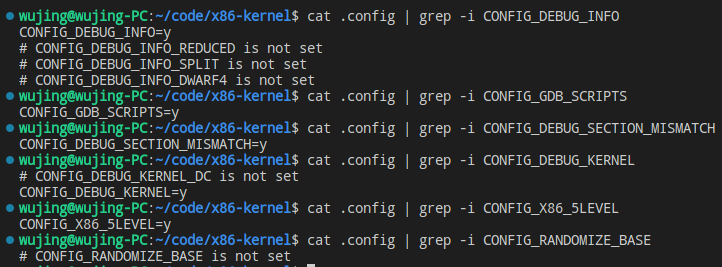 wujing@wujing-PC:~/code/x86-kernel$ cat .config | grep -i CONFIG_DEBUG_INFO
CONFIG_DEBUG_INFO=y
# CONFIG_DEBUG_INFO_REDUCED is not set
# CONFIG_DEBUG_INFO_SPLIT is not set
# CONFIG_DEBUG_INFO_DWARF4 is not set
wujing@wujing-PC:~/code/x86-kernel$ cat .config | grep -i CONFIG_GDB_SCRIPTS
CONFIG_GDB_SCRIPTS=y
wujing@wujing-PC:~/code/x86-kernel$ cat .config | grep -i CONFIG_DEBUG_SECTION_MISMATCH
CONFIG_DEBUG_SECTION_MISMATCH=y
wujing@wujing-PC:~/code/x86-kernel$ cat .config | grep -i CONFIG_DEBUG_KERNEL
# CONFIG_DEBUG_KERNEL_DC is not set
CONFIG_DEBUG_KERNEL=y
wujing@wujing-PC:~/code/x86-kernel$ cat .config | grep -i CONFIG_X86_5LEVEL
CONFIG_X86_5LEVEL=y
wujing@wujing-PC:~/code/x86-kernel$ cat .config | grep -i CONFIG_RANDOMIZE_BASE
# CONFIG_RANDOMIZE_BASE is not set